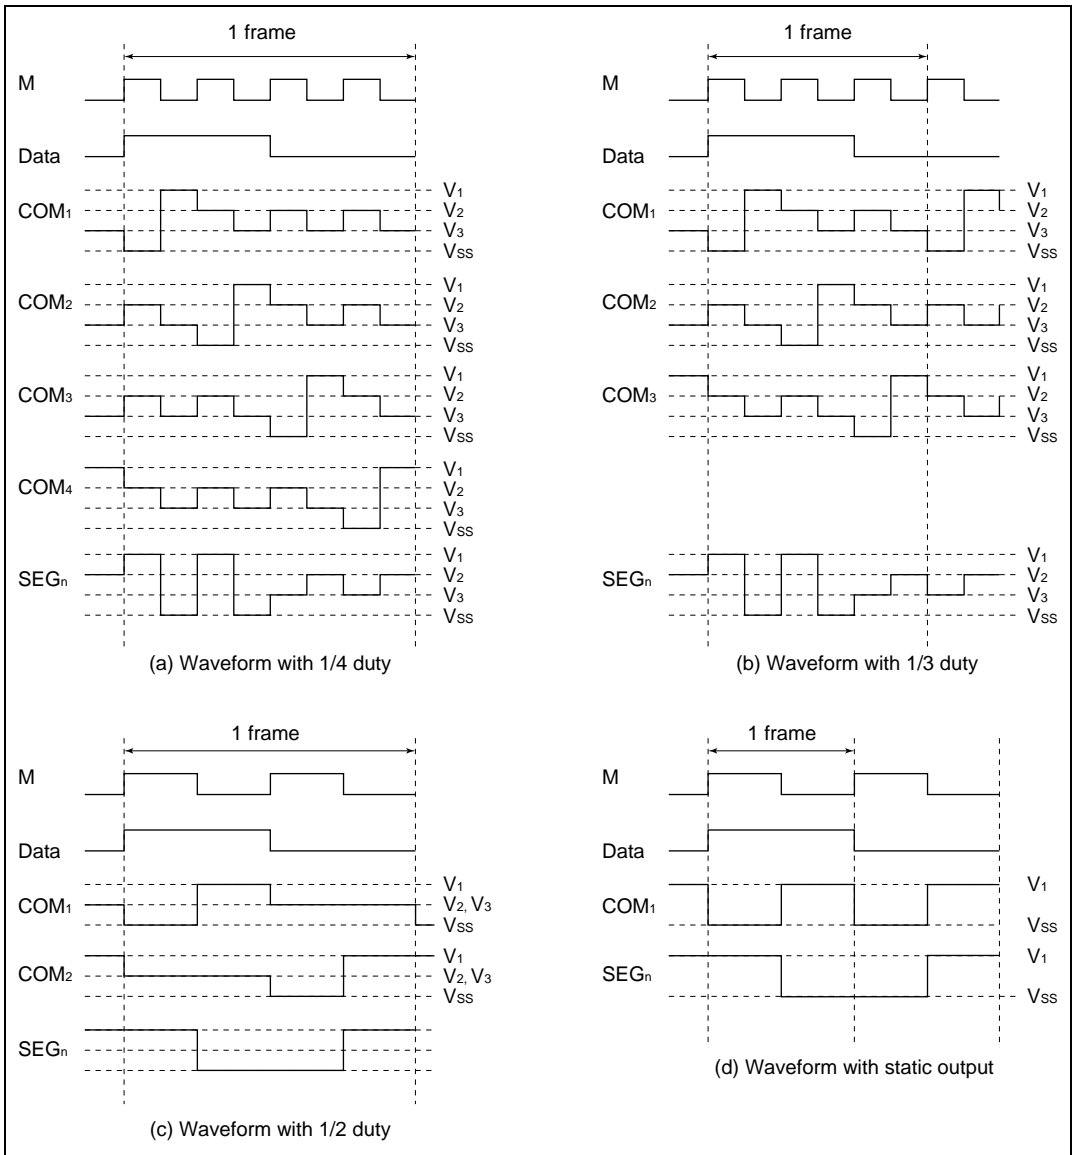 1 frame
M
Data
COM1
V1
V2
V3
VSS
COM2
V1
V2
V3
VSS
COM3
V1
V2
V3
VSS
COM4
V1
V2
V3
VSS
SEGn
V1
V2
V3
VSS
(a) Waveform with 1/4 duty
1 frame
M
Data
COM1
V1
V2
V3
VSS
COM2
V1
V2
V3
VSS
COM3
V1
V2
V3
VSS
SEGn
V1
V2
V3
VSS
(b) Waveform with 1/3 duty
1 frame
M
Data
COM1
V1
V2, V3
VSS
COM2
V1
V2, V3
VSS
SEGn
(c) Waveform with 1/2 duty
1 frame
M
Data
COM1
V1
VSS
SEGn
V1
VSS
(d) Waveform with static output